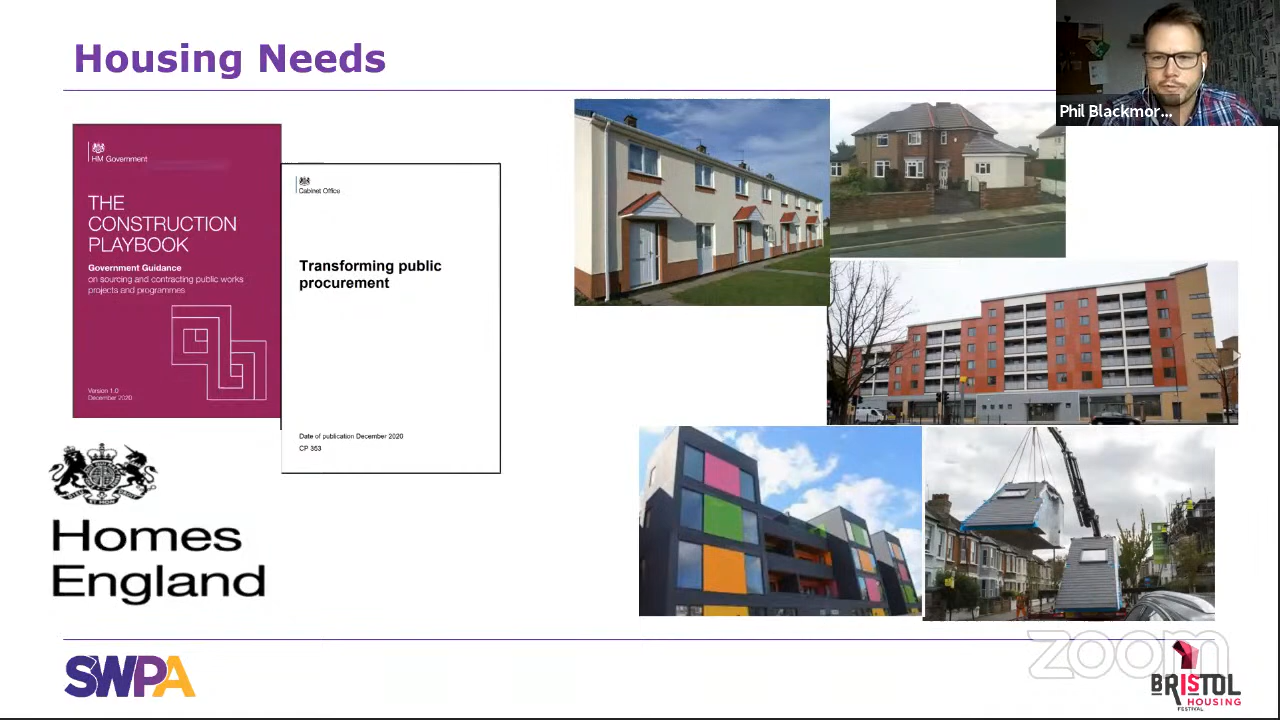 Housing Needs
Phil Blackmor...
HM Government
THE
CONSTRUCTION
PLAYBOOK
Government Guidance
on sourcing and contracting public works
projects and programmes
Version 1.0
December 2020
Cabinet Office
Transforming public
procurement
Date of publication December 2020
CP 353
Homes
England
SWPA
zoom
BRISTOL
HOUSING
FESTIVAL